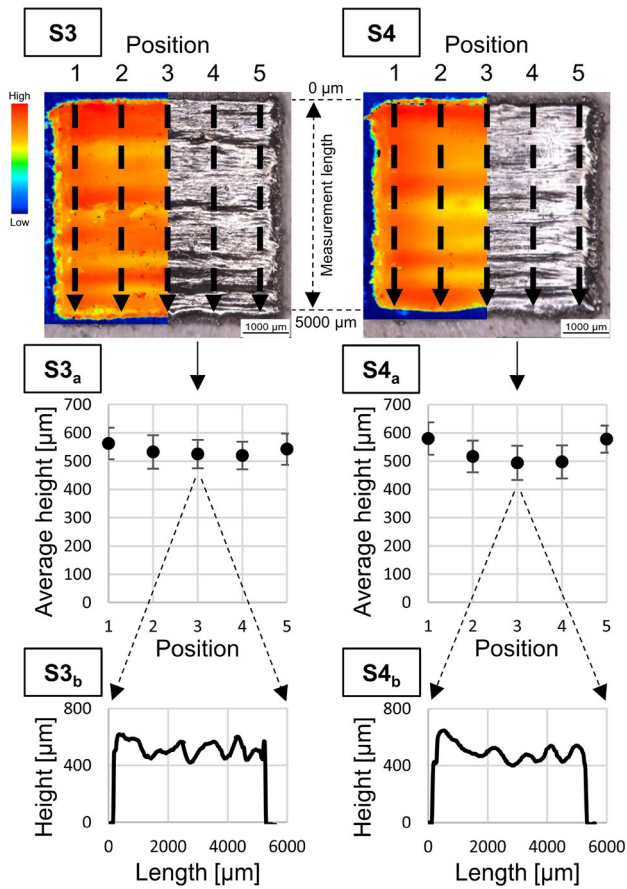 S3
Position
1 2 3 4 5
S4
Position
1 2 3 4 5
High
Low
0 µm
Measurement length
5000 µm
1000 µm
1000 µm
S3a
Average height [µm]
700
600
500
400
300
200
100
0
1 2 3 4 5
Position
S4a
Average height [µm]
700
600
500
400
300
200
100
0
1 2 3 4 5
Position
S3b
Height [µm]
800
400
0
0 2000 4000 6000
Length [µm]
S4b
Height [µm]
800
400
0
0 2000 4000 6000
Length [µm]